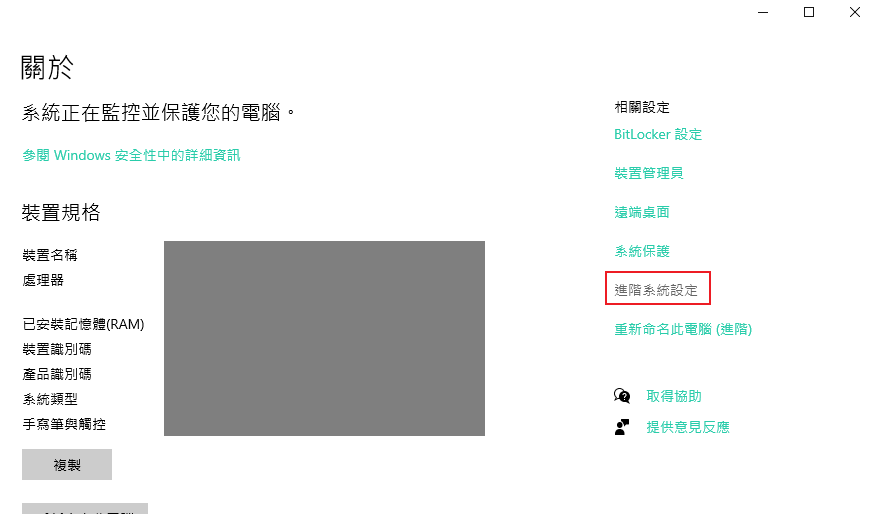 關於
系統正在監控並保護您的電腦。
參閱 Windows 安全性中的詳細資訊
裝置規格
裝置名稱
處理器
已安裝記憶體(RAM)
裝置識別碼
產品識別碼
系統類型
手寫筆與觸控
複製
相關設定
BitLocker 設定
裝置管理員
遠端桌面
系統保護
進階系統設定
重新命名此電腦 (進階)
取得協助
提供意見反應